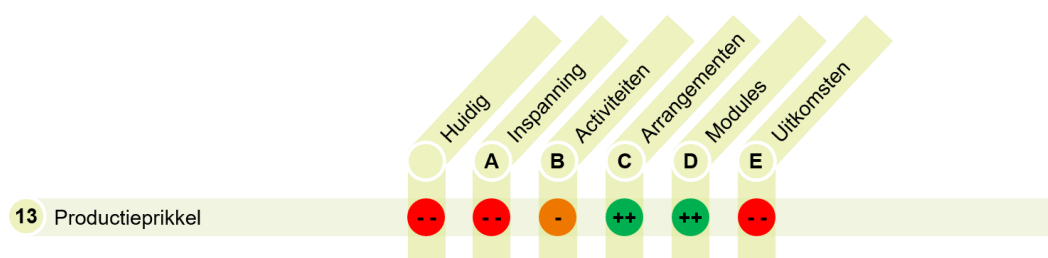 Huidig
Inspanning
Activiteiten
Arrangementen
Modules
Uitkomsten
A B C D E
13 Productieprikkel - - - - - ++ ++ - -